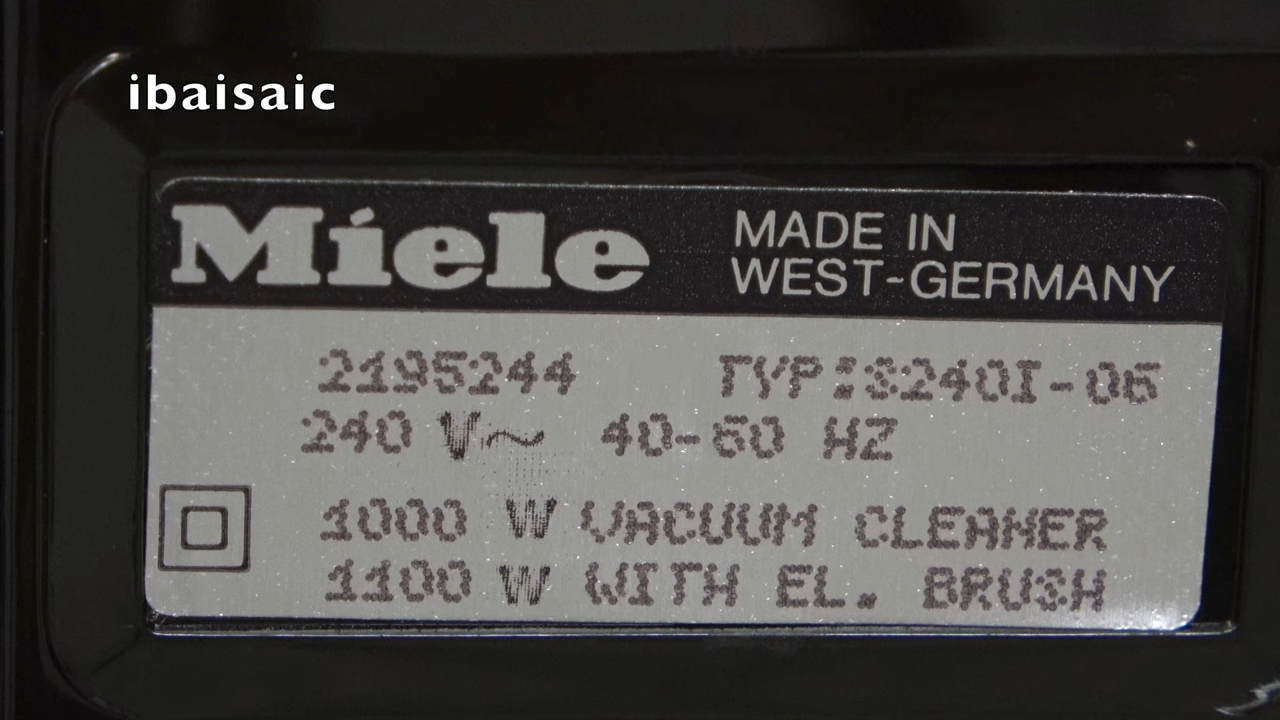 ibaisaic
Miele
MADE IN
WEST-GERMANY
2195244 TYP:S240I-06
240 V~ 40-60 HZ
1000 W VACUUM CLEANER
1100 W WITH EL. BRUSH